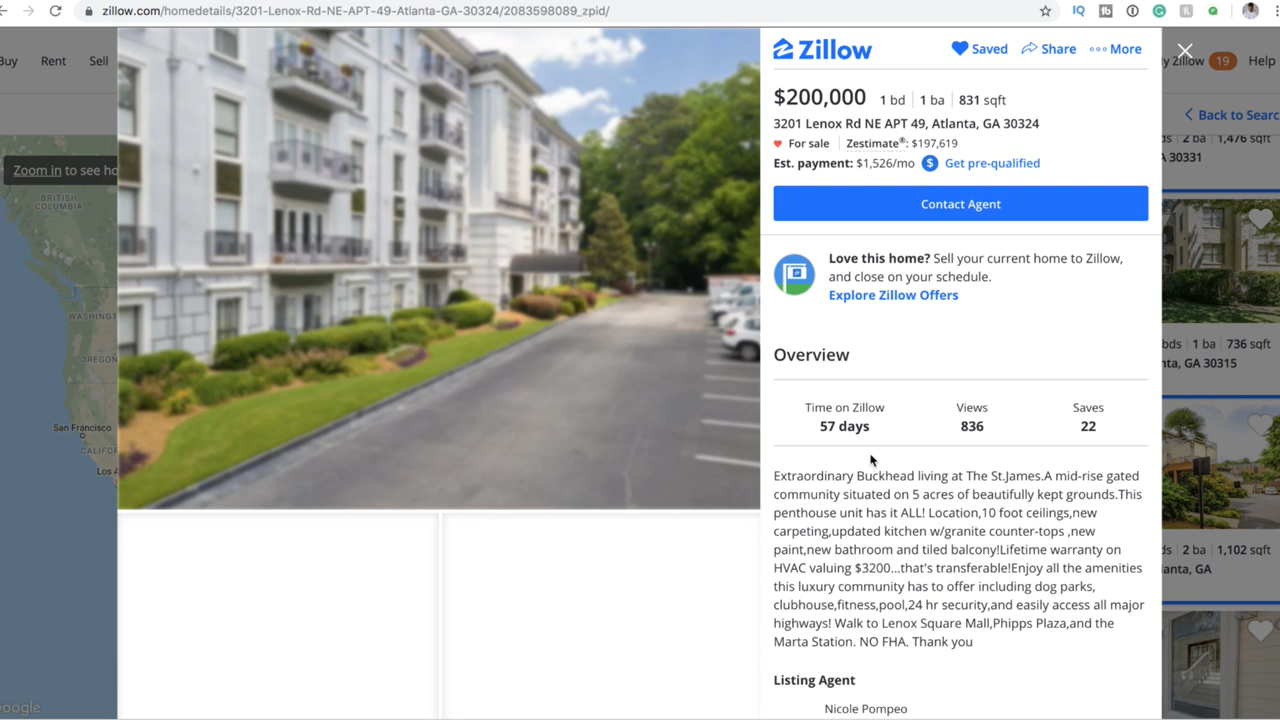 zillow.com/homedetails/3201-Lenox-Rd-NE-APT-49-Atlanta-GA-30324/2083598089_zpid/
Buy Rent Sell
Zoom in to see ho
BRITISH
COLUMBIA
WASHINGT
OREGON
San Francisco
CALIFOR
Los A
oogle
Zillow
Saved Share More
$200,000 1 bd 1 ba 831 sqft
3201 Lenox Rd NE APT 49, Atlanta, GA 30324
For sale Zestimate®: $197,619
Est. payment: $1,526/mo $ Get pre-qualified
Contact Agent
Love this home? Sell your current home to Zillow,
and close on your schedule.
Explore Zillow Offers
Overview
Time on Zillow Views Saves
57 days 836 22
Extraordinary Buckhead living at The St.James.A mid-rise gated
community situated on 5 acres of beautifully kept grounds.This
penthouse unit has it ALL! Location,10 foot ceilings,new
carpeting,updated kitchen w/granite counter-tops ,new
paint,new bathroom and tiled balcony!Lifetime warranty on
HVAC valuing $3200...that's transferable!Enjoy all the amenities
this luxury community has to offer including dog parks,
clubhouse,fitness,pool,24 hr security,and easily access all major
highways! Walk to Lenox Square Mall,Phipps Plaza,and the
Marta Station. NO FHA. Thank you
Listing Agent
Nicole Pompeo
y Zillow 19 Help
Back to Searc
2 ba 1,476 sqft
A 30331
bds 1 ba 736 sqft
nta, GA 30315
ds 2 ba 1,102 sqft
anta, GA